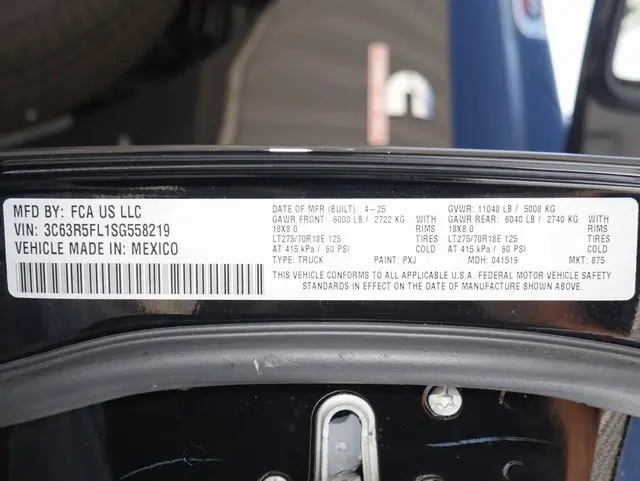 MFD BY: FCA US LLC
VIN: 3C63R5FL1SG558219
VEHICLE MADE IN: MEXICO
DATE OF MFR (BUILT): 4-25
GAWR FRONT: 6008 LB / 2722 KG WITH
18X8.0 RIMS
LT275/70R18E 125
AT 415 kPa / 60 PSI COLD
TYPE: TRUCK PAINT: PXJ
GVWR: 11040 LB / 5008 KG
GAWR REAR: 6040 LB / 2740 KG WITH
18X8.0 RIMS
LT275/70R18E 125
AT 415 kPa / 60 PSI COLD
MDH: 041519 MKT: 875
THIS VEHICLE CONFORMS TO ALL APPLICABLE U.S.A. FEDERAL MOTOR VEHICLE SAFETY
STANDARDS IN EFFECT ON THE DATE OF MANUFACTURE SHOWN ABOVE.